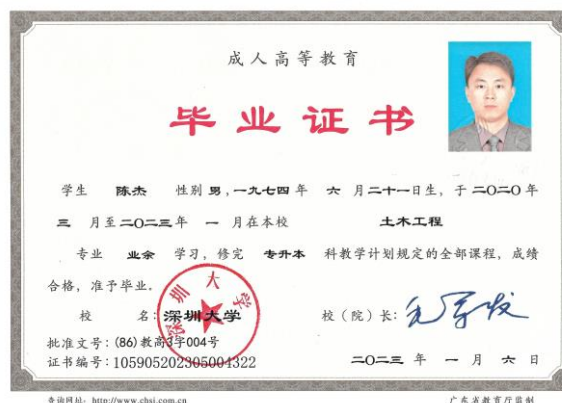 成人高等教育
毕业证书
学生 陈杰 性别 男,一九七四年 六 月二十一日生,于二〇二〇年
三 月至二〇二三年 一 月在本校 土木工程
专业 业余 学习,修完 专升本 科教学计划规定的全部课程,成绩
合格,准予毕业。
校 名:深圳大学 校(院)长:
深圳大学
批准文号:(86)教高3字004号
证书编号:105905202305004322 二〇二三 年 一 月 六 日
查询网址:http://www.chsi.com.cn 广东省教育厅监制